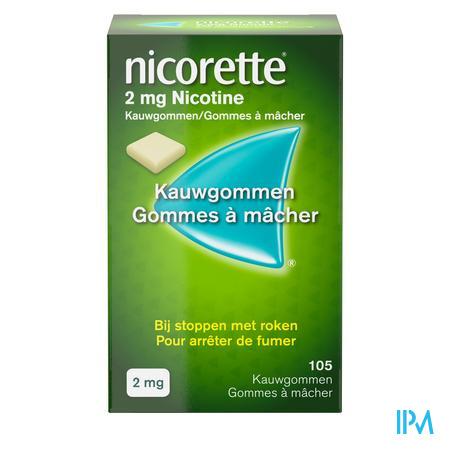 nicorette®
2 mg Nicotine
Kauwgommen/Gommes à mâcher
Kauwgommen
Gommes à mâcher
®
Bij stoppen met roken
Pour arrêter de fumer
105
2 mg
Kauwgommen
Gommes à mâcher
IPM